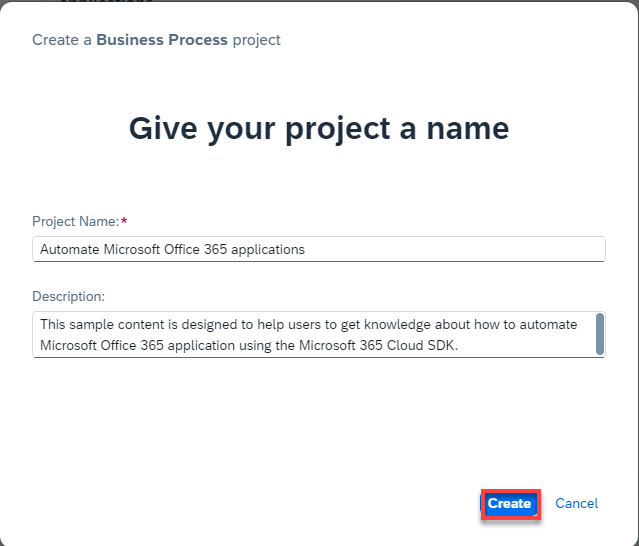 Create a Business Process project
Give your project a name
Project Name:*
Automate Microsoft Office 365 applications
Description:
This sample content is designed to help users to get knowledge about how to automate
Microsoft Office 365 application using the Microsoft 365 Cloud SDK.
Create
Cancel